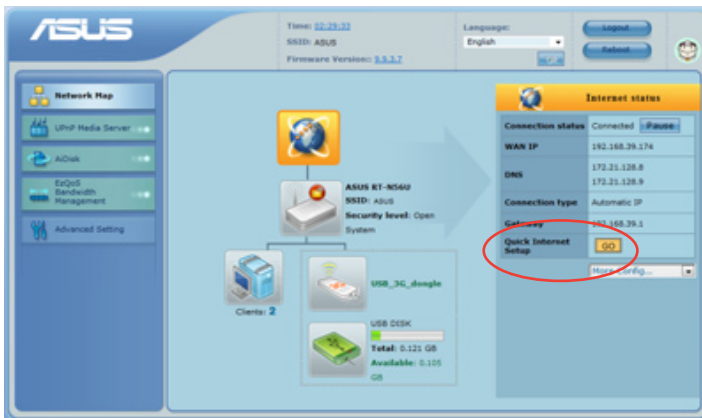 ASUS
Time: 02:29:33
SSID: ASUS
Firmware Version: 9.9.3.7
Language:
English
Logout
Reboot
Network Map
UPnP Media Server
AiDisk
EzQoS
Bandwidth
Management
Advanced Setting
ASUS RT-N56U
SSID: ASUS
Security level: Open
System
Clients: 2
USB_3G_dongle
USB DISK
Total: 0.121 GB
Available: 0.105
GB
Internet status
Connection status Connected Pause
WAN IP 192.168.39.174
DNS 172.21.128.8
172.21.128.9
Connection type Automatic IP
Gateway 192.168.39.1
Quick Internet
Setup GO
More Config...